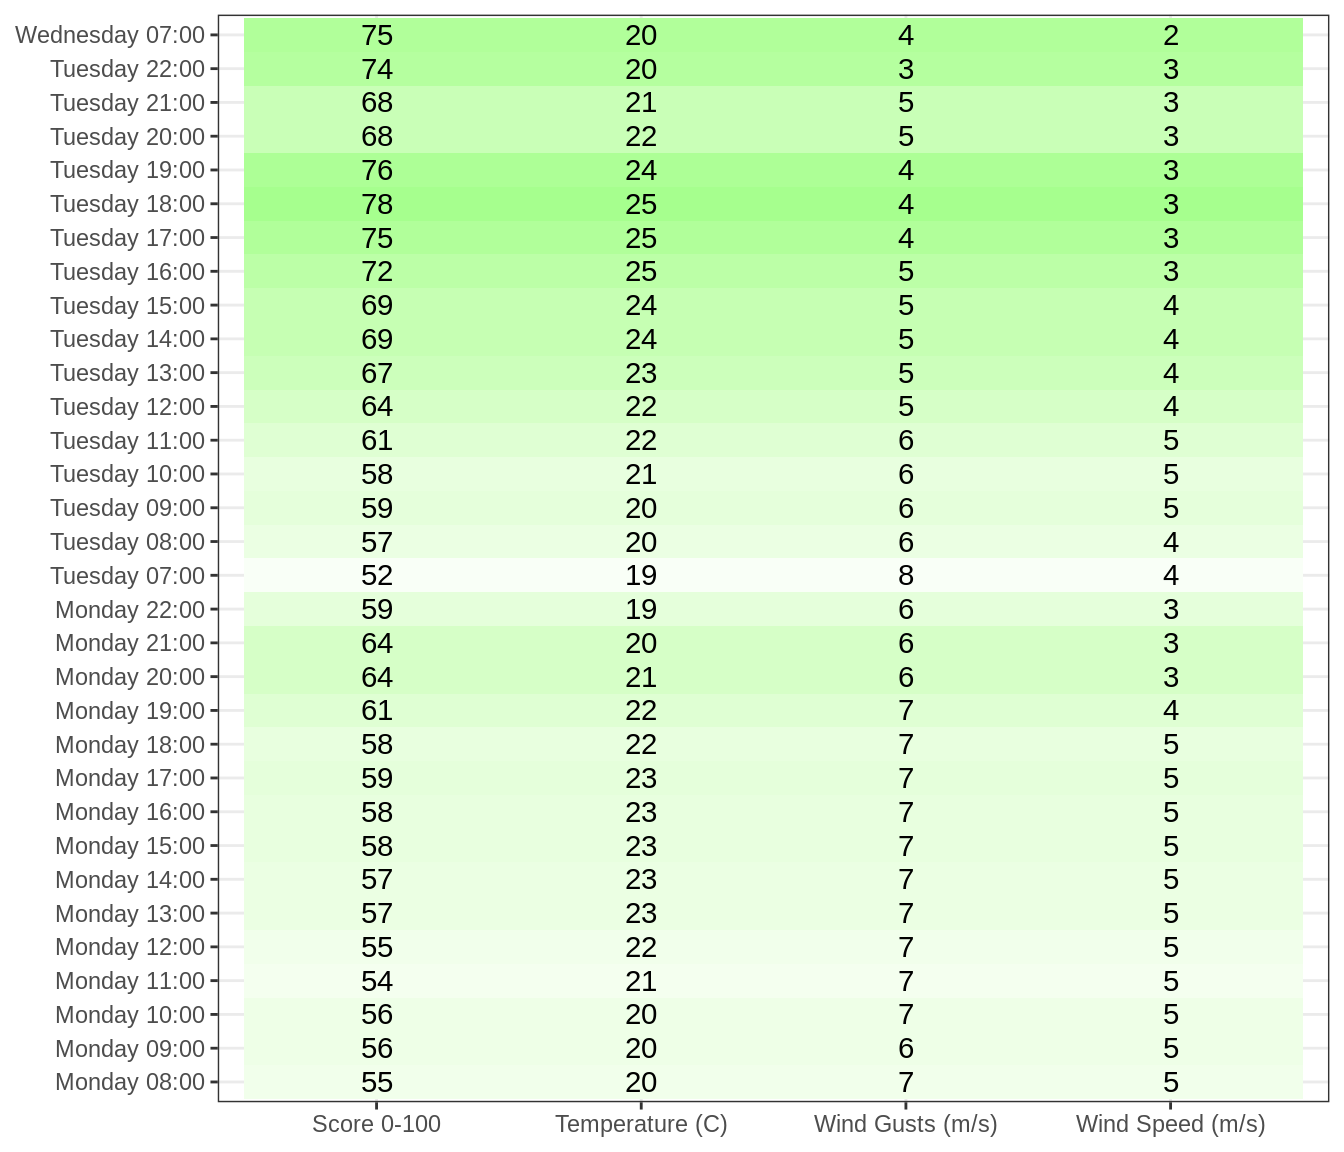 Wednesday 07:00 75 20 4 2
Tuesday 22:00 74 20 3 3
Tuesday 21:00 68 21 5 3
Tuesday 20:00 68 22 5 3
Tuesday 19:00 76 24 4 3
Tuesday 18:00 78 25 4 3
Tuesday 17:00 75 25 4 3
Tuesday 16:00 72 25 5 3
Tuesday 15:00 69 24 5 4
Tuesday 14:00 69 24 5 4
Tuesday 13:00 67 23 5 4
Tuesday 12:00 64 22 5 4
Tuesday 11:00 61 22 6 5
Tuesday 10:00 58 21 6 5
Tuesday 09:00 59 20 6 5
Tuesday 08:00 57 20 6 4
Tuesday 07:00 52 19 8 4
Monday 22:00 59 19 6 3
Monday 21:00 64 20 6 3
Monday 20:00 64 21 6 3
Monday 19:00 61 22 7 4
Monday 18:00 58 22 7 5
Monday 17:00 59 23 7 5
Monday 16:00 58 23 7 5
Monday 15:00 58 23 7 5
Monday 14:00 57 23 7 5
Monday 13:00 57 23 7 5
Monday 12:00 55 22 7 5
Monday 11:00 54 21 7 5
Monday 10:00 56 20 7 5
Monday 09:00 56 20 6 5
Monday 08:00 55 20 7 5
Score 0-100 Temperature (C) Wind Gusts (m/s) Wind Speed (m/s)